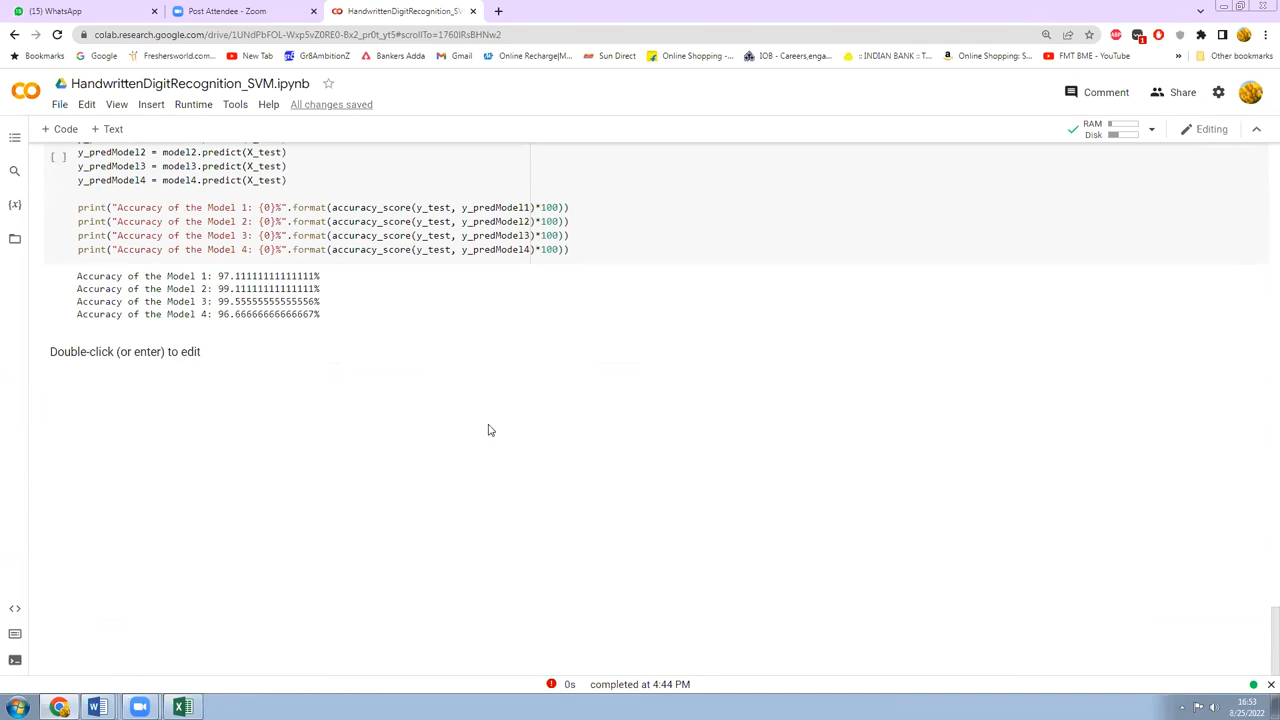 (15) WhatsApp
Post Attendee - Zoom
HandwrittenDigitRecognition_SV
colab.research.google.com/drive/1UNdPbFOL-Wxp5vZ0RE0-Bx2_pr0t_yt5#scrollTo=1760IRsBHNw2
Bookmarks
Freshersworld.com...
New Tab
Gr8AmbitionZ
Bankers Adda
Gmail
Online Recharge|M...
Sun Direct
Online Shopping -...
IOB - Careers,enga...
:: INDIAN BANK :: T...
Online Shopping: S...
FMT BME - YouTube
»
Other bookmarks
HandwrittenDigitRecognition_SVM.ipynb
Comment
Share
File Edit View Insert Runtime Tools Help All changes saved
+ Code + Text
RAM
Disk
Editing
[ ]
y_predModel2 = model2.predict(X_test)
y_predModel3 = model3.predict(X_test)
y_predModel4 = model4.predict(X_test)
print("Accuracy of the Model 1: {0}%".format(accuracy_score(y_test, y_predModel1)*100))
print("Accuracy of the Model 2: {0}%".format(accuracy_score(y_test, y_predModel2)*100))
print("Accuracy of the Model 3: {0}%".format(accuracy_score(y_test, y_predModel3)*100))
print("Accuracy of the Model 4: {0}%".format(accuracy_score(y_test, y_predModel4)*100))
Accuracy of the Model 1: 97.11111111111111%
Accuracy of the Model 2: 99.11111111111111%
Accuracy of the Model 3: 99.55555555555556%
Accuracy of the Model 4: 96.66666666666667%
Double-click (or enter) to edit
0s completed at 4:44 PM
16:53
8/25/2022